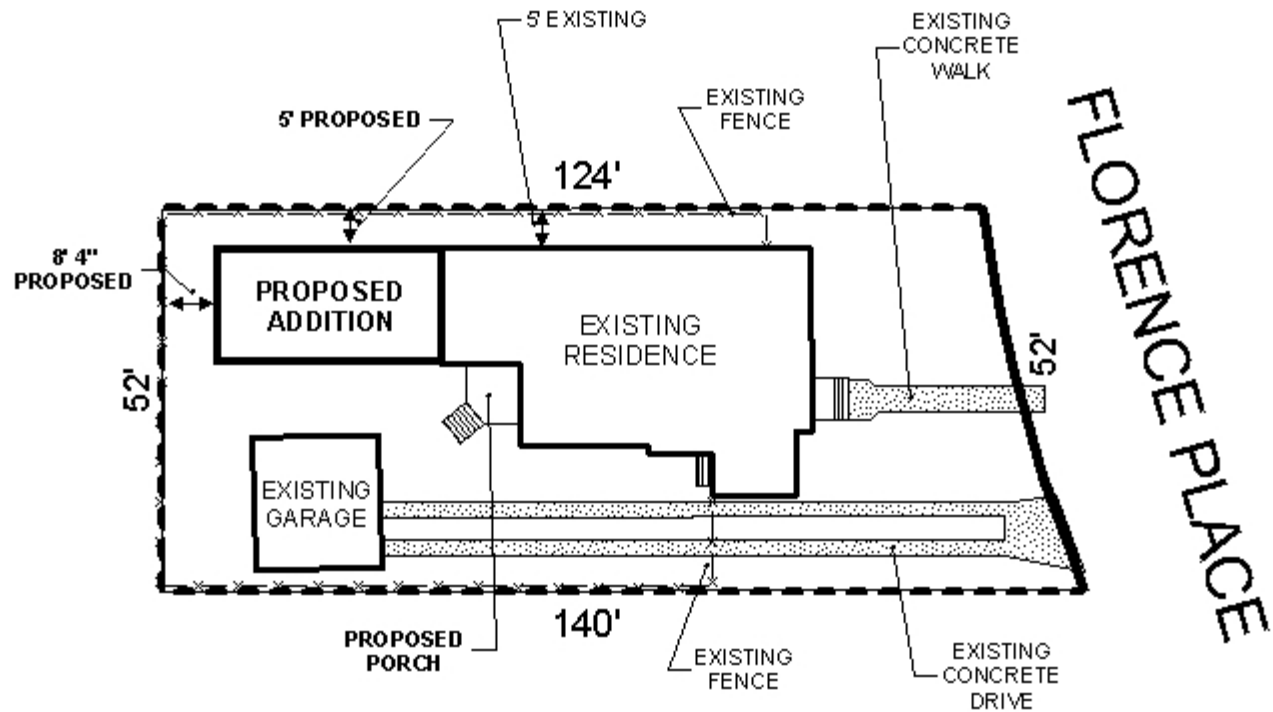 5' EXISTING
EXISTING
CONCRETE
WALK
EXISTING
FENCE
5' PROPOSED
124'
FLORENCE PLACE
8' 4"
PROPOSED
PROPOSED
ADDITION
EXISTING
RESIDENCE
52'
52'
EXISTING
GARAGE
140'
PROPOSED
PORCH
EXISTING
FENCE
EXISTING
CONCRETE
DRIVE